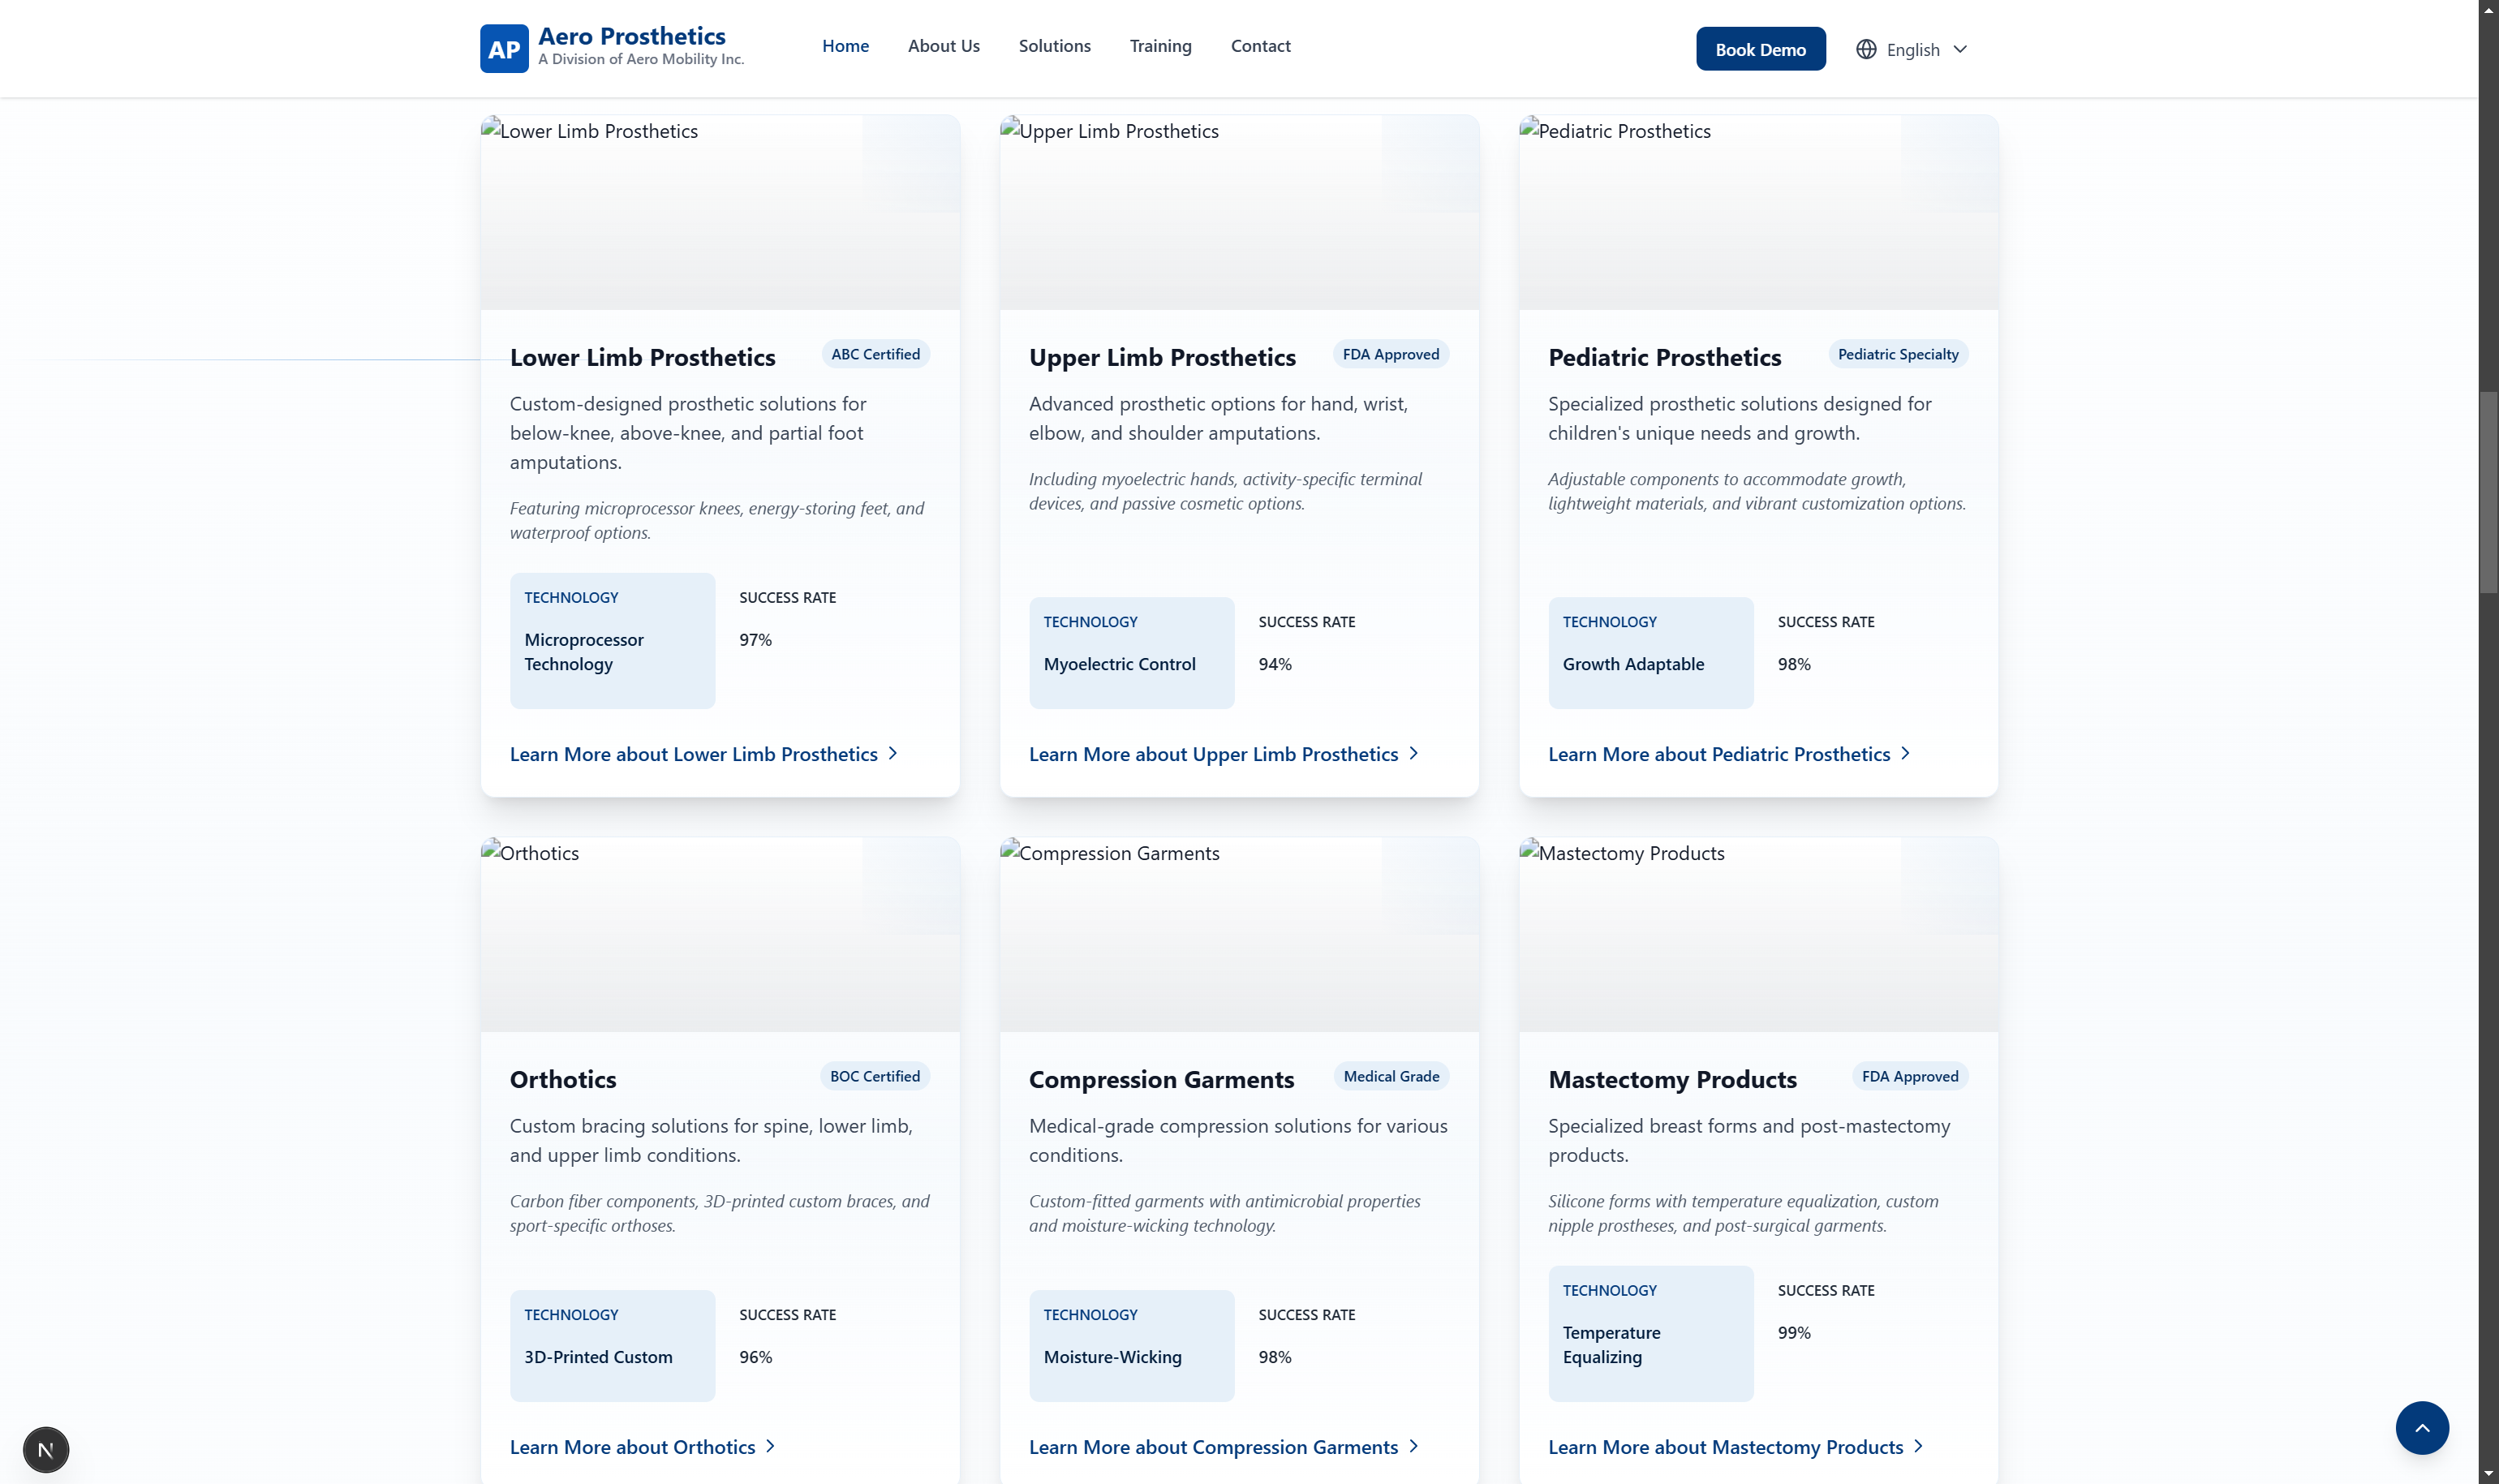 AP
Aero Prosthetics
A Division of Aero Mobility Inc.
Home
About Us
Solutions
Training
Contact
Book Demo
English
Lower Limb Prosthetics
Lower Limb Prosthetics
ABC Certified
Custom-designed prosthetic solutions for
below-knee, above-knee, and partial foot
amputations.
Featuring microprocessor knees, energy-storing feet, and
waterproof options.
TECHNOLOGY
Microprocessor
Technology
SUCCESS RATE
97%
Learn More about Lower Limb Prosthetics
Upper Limb Prosthetics
Upper Limb Prosthetics
FDA Approved
Advanced prosthetic options for hand, wrist,
elbow, and shoulder amputations.
Including myoelectric hands, activity-specific terminal
devices, and passive cosmetic options.
TECHNOLOGY
Myoelectric Control
SUCCESS RATE
94%
Learn More about Upper Limb Prosthetics
Pediatric Prosthetics
Pediatric Prosthetics
Pediatric Specialty
Specialized prosthetic solutions designed for
children's unique needs and growth.
Adjustable components to accommodate growth,
lightweight materials, and vibrant customization options.
TECHNOLOGY
Growth Adaptable
SUCCESS RATE
98%
Learn More about Pediatric Prosthetics
Orthotics
Orthotics
BOC Certified
Custom bracing solutions for spine, lower limb,
and upper limb conditions.
Carbon fiber components, 3D-printed custom braces, and
sport-specific orthoses.
TECHNOLOGY
3D-Printed Custom
SUCCESS RATE
96%
Learn More about Orthotics
Compression Garments
Compression Garments
Medical Grade
Medical-grade compression solutions for various
conditions.
Custom-fitted garments with antimicrobial properties
and moisture-wicking technology.
TECHNOLOGY
Moisture-Wicking
SUCCESS RATE
98%
Learn More about Compression Garments
Mastectomy Products
Mastectomy Products
FDA Approved
Specialized breast forms and post-mastectomy
products.
Silicone forms with temperature equalization, custom
nipple prostheses, and post-surgical garments.
TECHNOLOGY
Temperature
Equalizing
SUCCESS RATE
99%
Learn More about Mastectomy Products
N